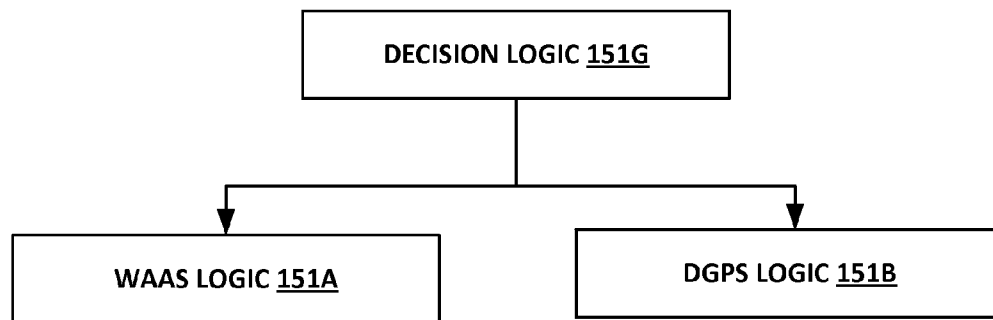 DECISION LOGIC 151G
WAAS LOGIC 151A
DGPS LOGIC 151B